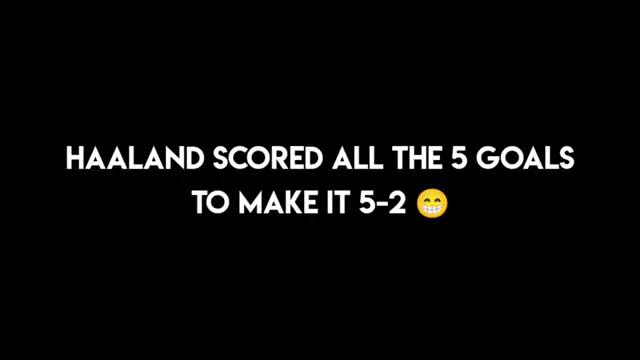 HAALAND SCORED ALL THE 5 GOALS
TO MAKE IT 5-2 😁